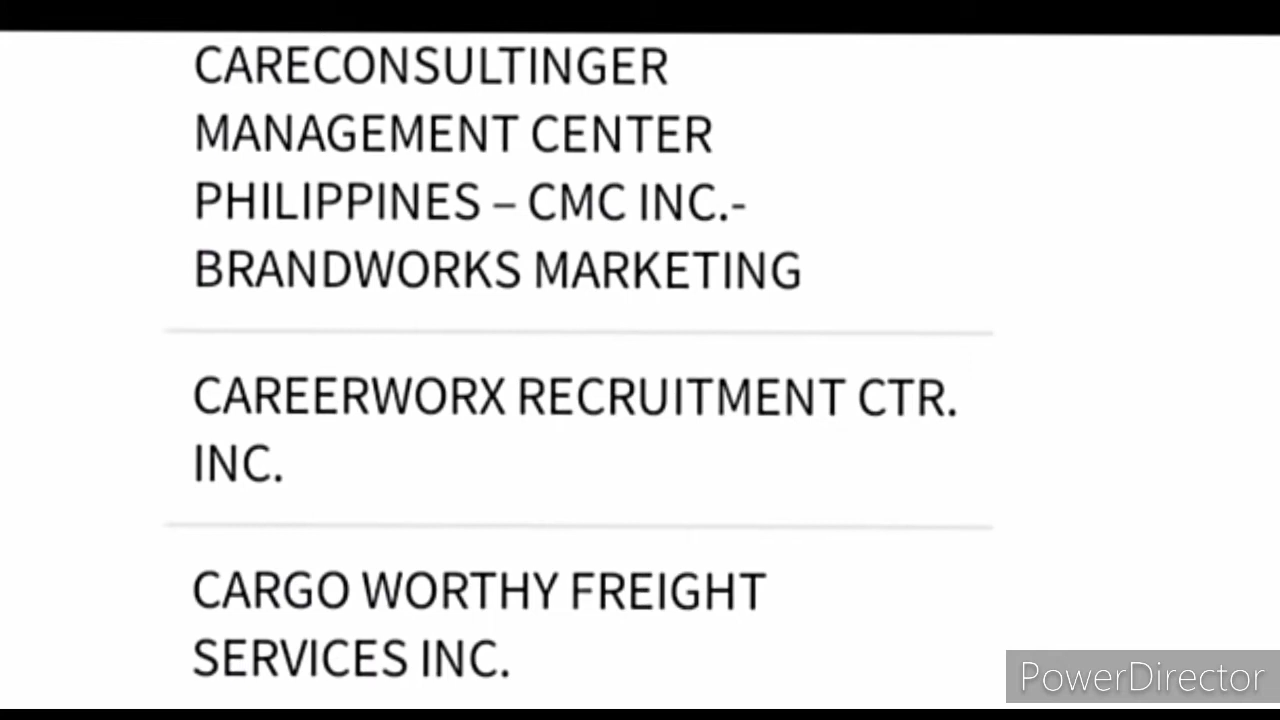 CARECONSULTINGER
MANAGEMENT CENTER
PHILIPPINES – CMC INC.-
BRANDWORKS MARKETING
CAREERWORX RECRUITMENT CTR.
INC.
CARGO WORTHY FREIGHT
SERVICES INC.
PowerDirector